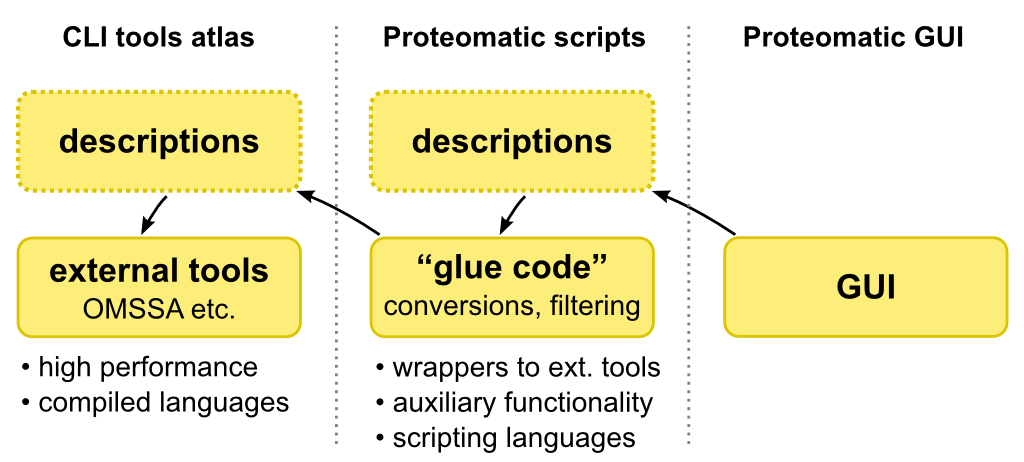 CLI tools atlas
Proteomatic scripts
Proteomatic GUI
descriptions
descriptions
external tools
OMSSA etc.
“glue code”
conversions, filtering
GUI
• high performance
• compiled languages
• wrappers to ext. tools
• auxiliary functionality
• scripting languages